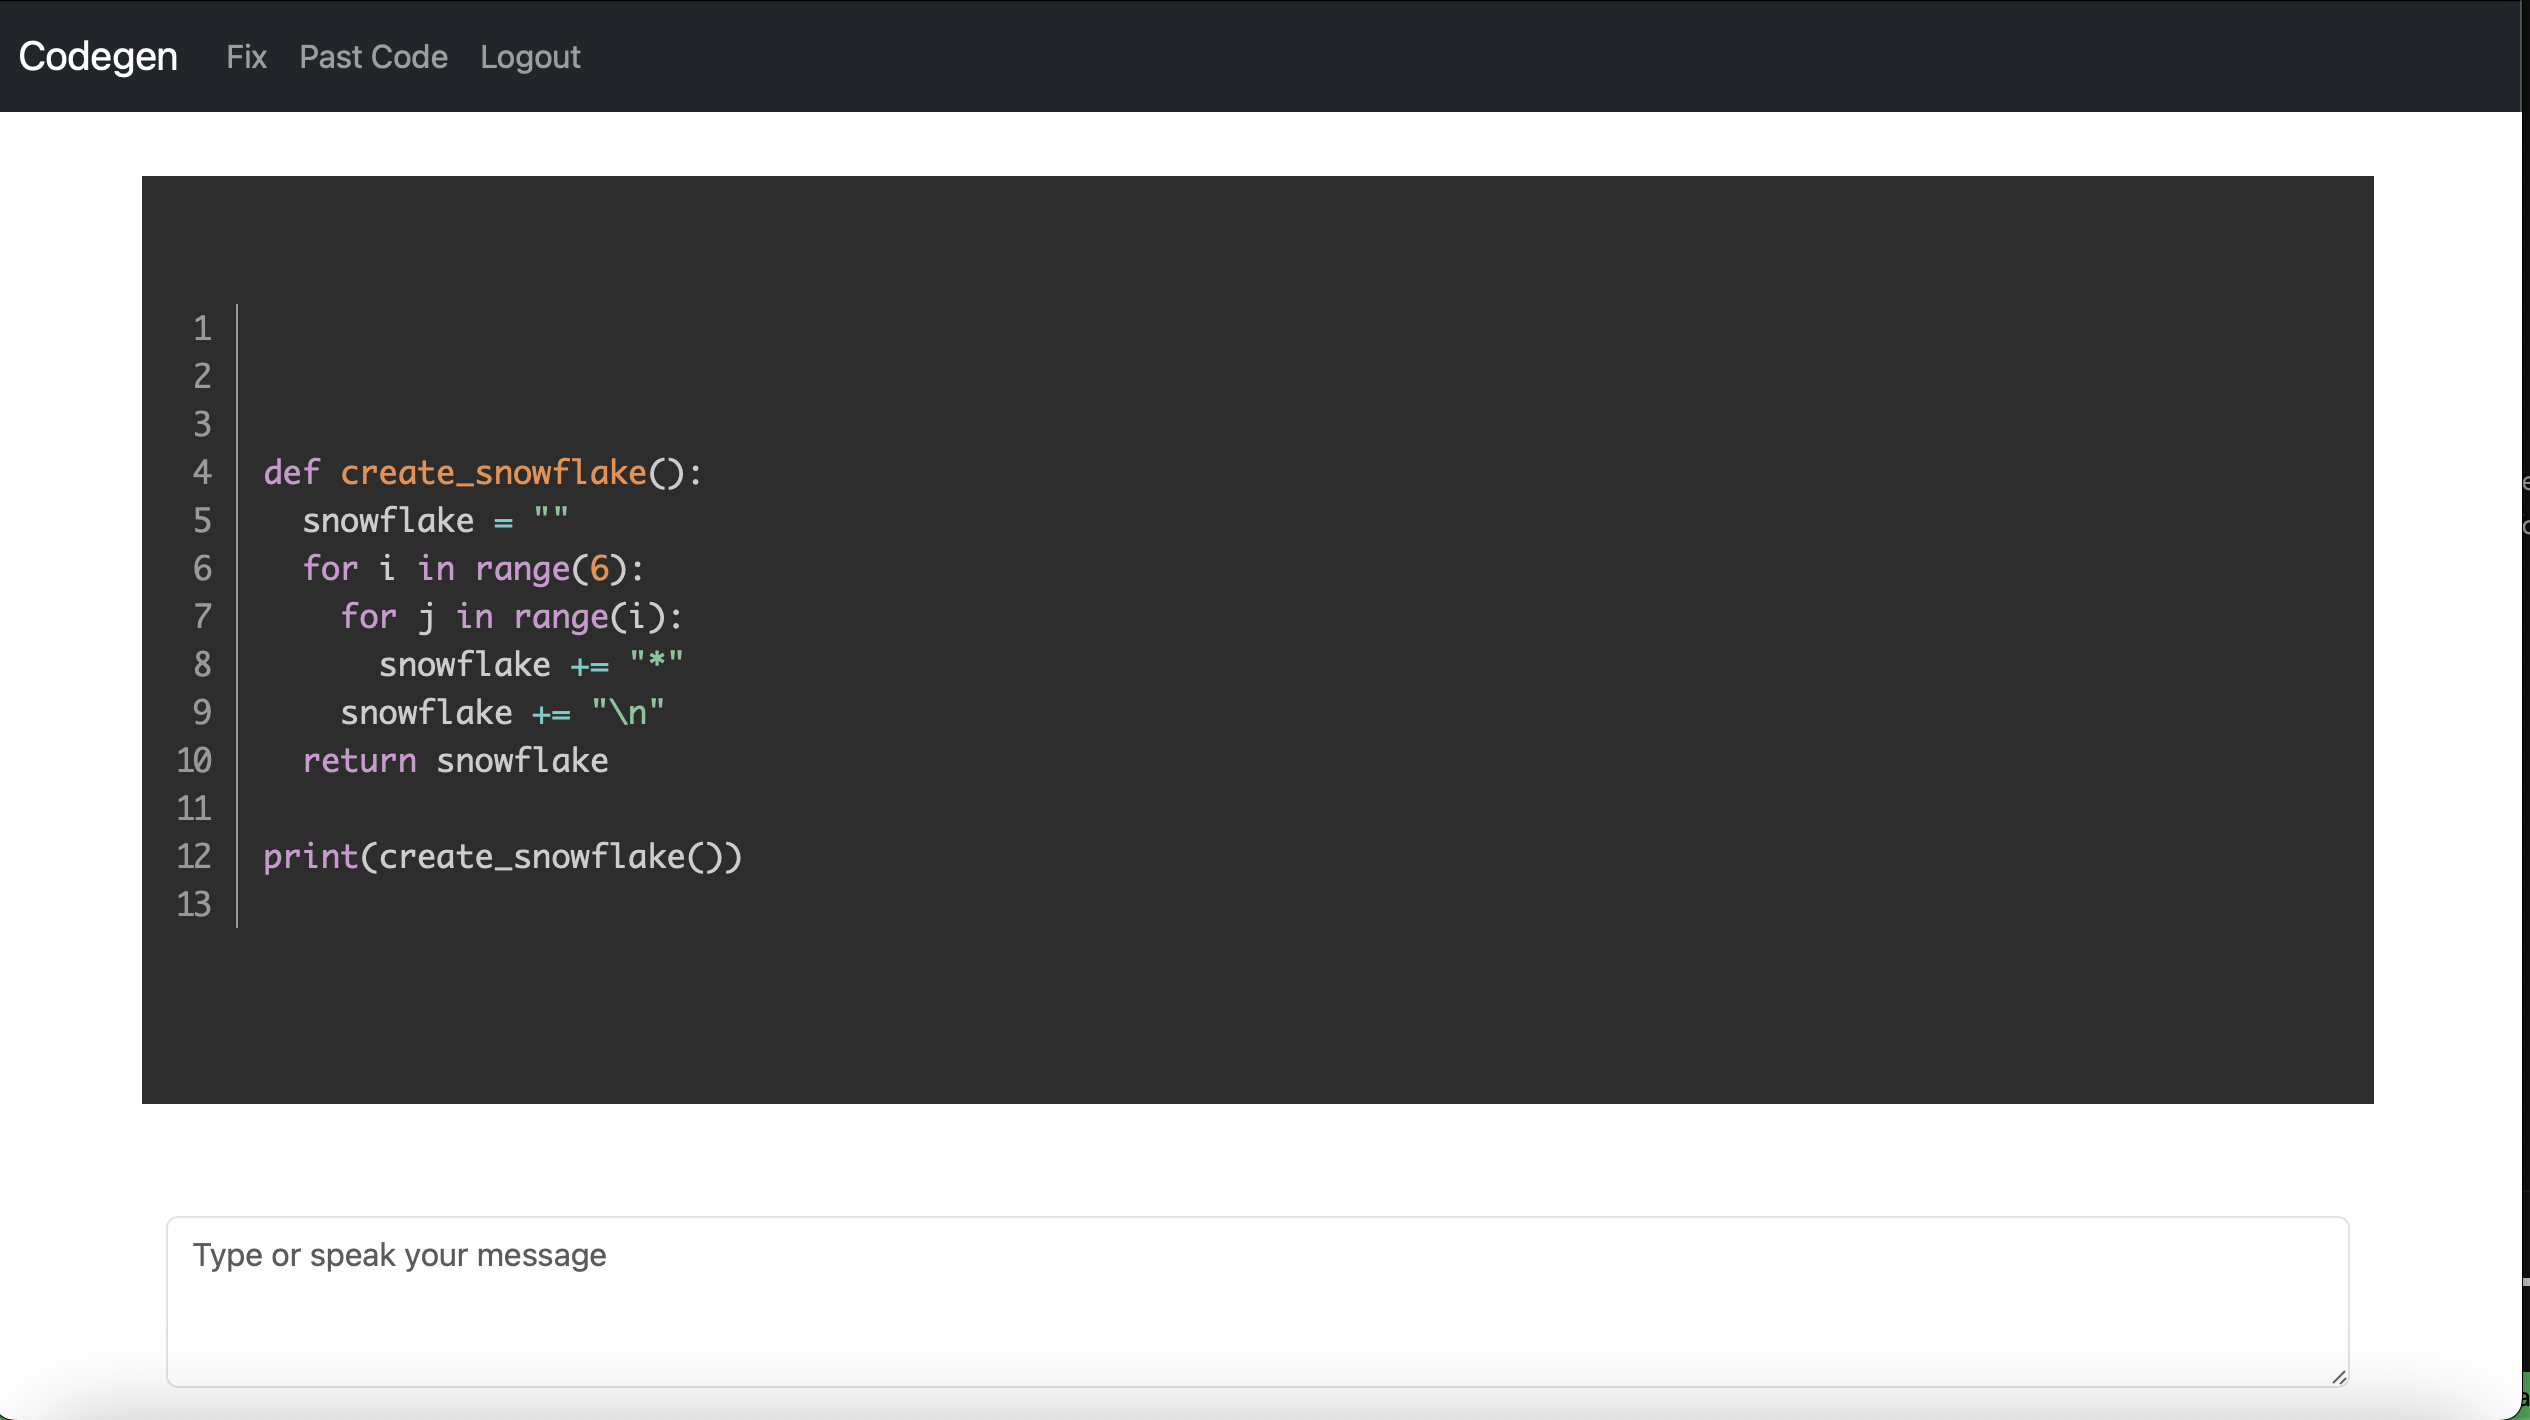 Codegen Fix Past Code Logout
1
2
3
4 def create_snowflake():
5   snowflake = ""
6   for i in range(6):
7     for j in range(i):
8       snowflake += "*"
9     snowflake += "\n"
10   return snowflake
11
12 print(create_snowflake())
13
Type or speak your message